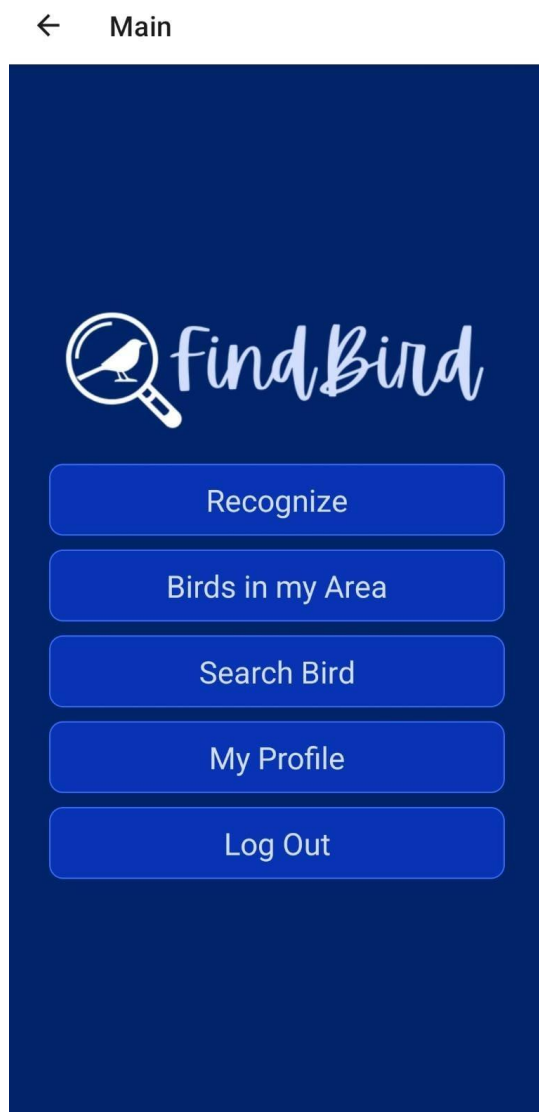 Main
FindBird
Recognize
Birds in my Area
Search Bird
My Profile
Log Out